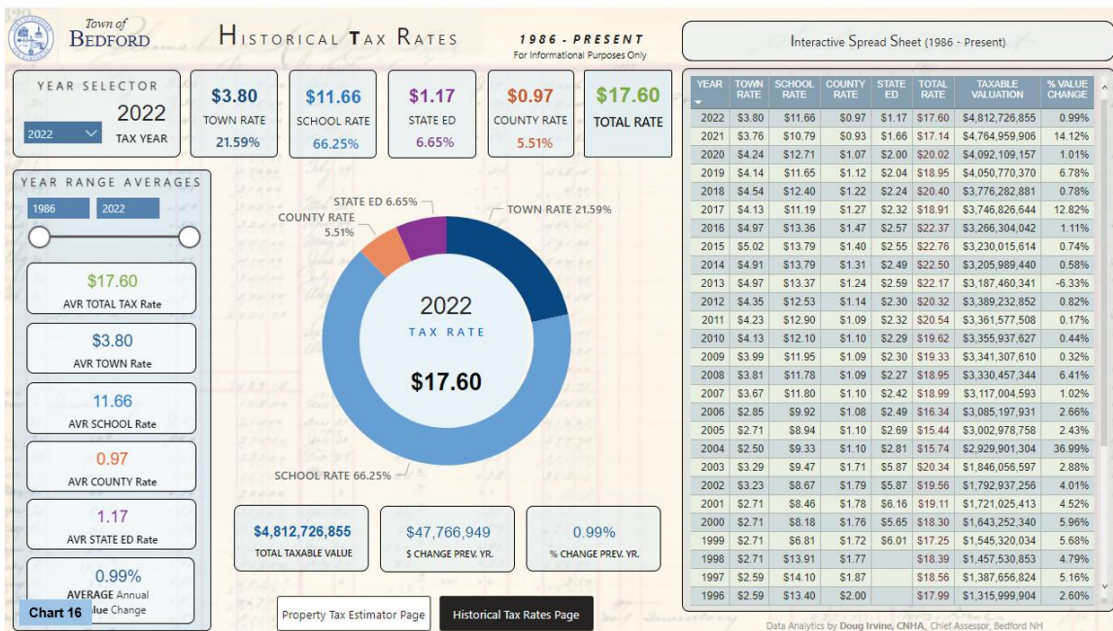 Town of
BEDFORD
HISTORICAL TAX RATES
1986 - PRESENT
For Informational Purposes Only
Interactive Spread Sheet (1986 - Present)
YEAR SELECTOR
2022
2022
TAX YEAR
$3.80
TOWN RATE
21.59%
$11.66
SCHOOL RATE
66.25%
$1.17
STATE ED
6.65%
$0.97
COUNTY RATE
5.51%
$17.60
TOTAL RATE
YEAR RANGE AVERAGES
1986 2022
$17.60
AVR TOTAL TAX Rate
$3.80
AVR TOWN Rate
11.66
AVR SCHOOL Rate
0.97
AVR COUNTY Rate
1.17
AVR STATE ED Rate
0.99%
AVERAGE Annual
lue Change
Chart 16
STATE ED 6.65%
COUNTY RATE
5.51%
TOWN RATE 21.59%
2022
TAX RATE
$17.60
SCHOOL RATE 66.25%
$4,812,726,855
TOTAL TAXABLE VALUE
$47,766,949
$ CHANGE PREV. YR.
0.99%
% CHANGE PREV. YR.
Property Tax Estimator Page
Historical Tax Rates Page
YEAR TOWN RATE SCHOOL RATE COUNTY RATE STATE ED TOTAL RATE TAXABLE VALUATION % VALUE CHANGE
2022 $3.80 $11.66 $0.97 $1.17 $17.60 $4,812,726,855 0.99%
2021 $3.76 $10.79 $0.93 $1.66 $17.14 $4,764,959,906 14.12%
2020 $4.24 $12.71 $1.07 $2.00 $20.02 $4,092,109,157 1.01%
2019 $4.14 $11.65 $1.12 $2.04 $18.95 $4,050,770,370 6.78%
2018 $4.54 $12.40 $1.22 $2.24 $20.40 $3,776,282,881 0.78%
2017 $4.13 $11.19 $1.27 $2.32 $18.91 $3,746,826,644 12.82%
2016 $4.97 $13.36 $1.47 $2.57 $22.37 $3,266,304,042 1.11%
2015 $5.02 $13.79 $1.40 $2.55 $22.76 $3,230,015,614 0.74%
2014 $4.91 $13.79 $1.31 $2.49 $22.50 $3,205,989,440 0.58%
2013 $4.97 $13.37 $1.24 $2.59 $22.17 $3,187,460,341 -6.33%
2012 $4.35 $12.53 $1.14 $2.30 $20.32 $3,389,232,852 0.82%
2011 $4.23 $12.90 $1.09 $2.32 $20.54 $3,361,577,508 0.17%
2010 $4.13 $12.10 $1.10 $2.29 $19.62 $3,355,937,627 0.44%
2009 $3.99 $11.95 $1.09 $2.30 $19.33 $3,341,307,610 0.32%
2008 $3.81 $11.78 $1.09 $2.27 $18.95 $3,330,457,344 6.41%
2007 $3.67 $11.80 $1.10 $2.42 $18.99 $3,117,004,593 1.02%
2006 $2.85 $9.92 $1.08 $2.49 $16.34 $3,085,197,931 2.66%
2005 $2.71 $8.94 $1.10 $2.69 $15.44 $3,002,978,758 2.43%
2004 $2.50 $9.33 $1.10 $2.81 $15.74 $2,929,901,304 36.99%
2003 $3.29 $9.47 $1.71 $5.87 $20.34 $1,846,056,597 2.88%
2002 $3.23 $8.67 $1.79 $5.87 $19.56 $1,792,937,256 4.01%
2001 $2.71 $8.46 $1.78 $6.16 $19.11 $1,721,025,413 4.52%
2000 $2.71 $8.18 $1.76 $5.65 $18.30 $1,643,252,340 5.96%
1999 $2.71 $6.81 $1.72 $6.01 $17.25 $1,545,320,034 5.68%
1998 $2.71 $13.91 $1.77 $18.39 $1,457,530,853 4.79%
1997 $2.59 $14.10 $1.87 $18.56 $1,387,656,824 5.16%
1996 $2.59 $13.40 $2.00 $17.99 $1,315,999,904 2.60%
Data Analytics by Doug Irvine, CNHA, Chief Assessor, Bedford NH